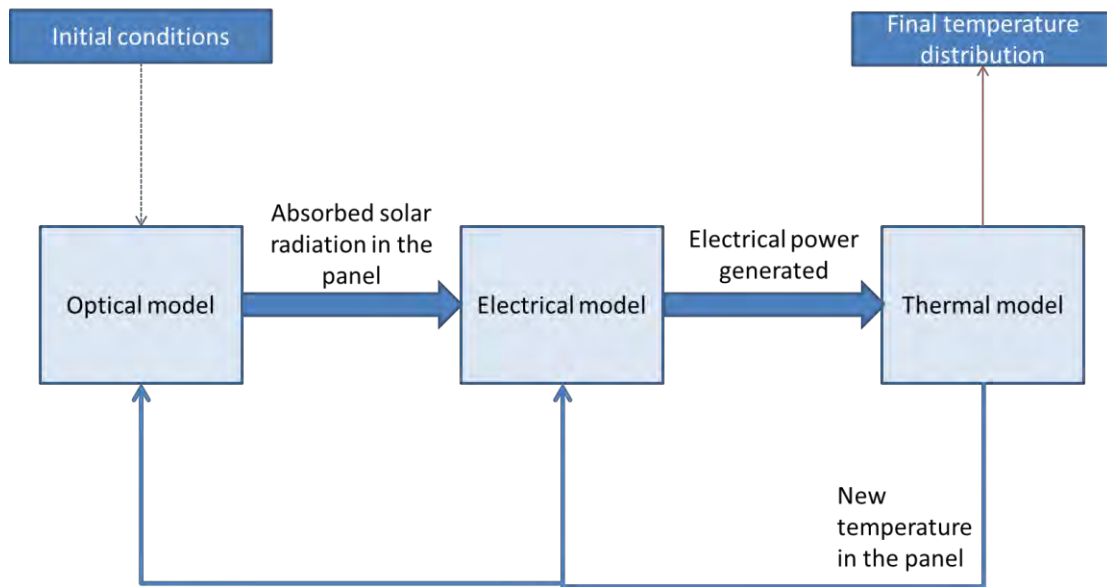 Initial conditions
Final temperature
distribution
Absorbed solar
radiation in the
panel
Electrical power
generated
Optical model
Electrical model
Thermal model
New
temperature
in the panel